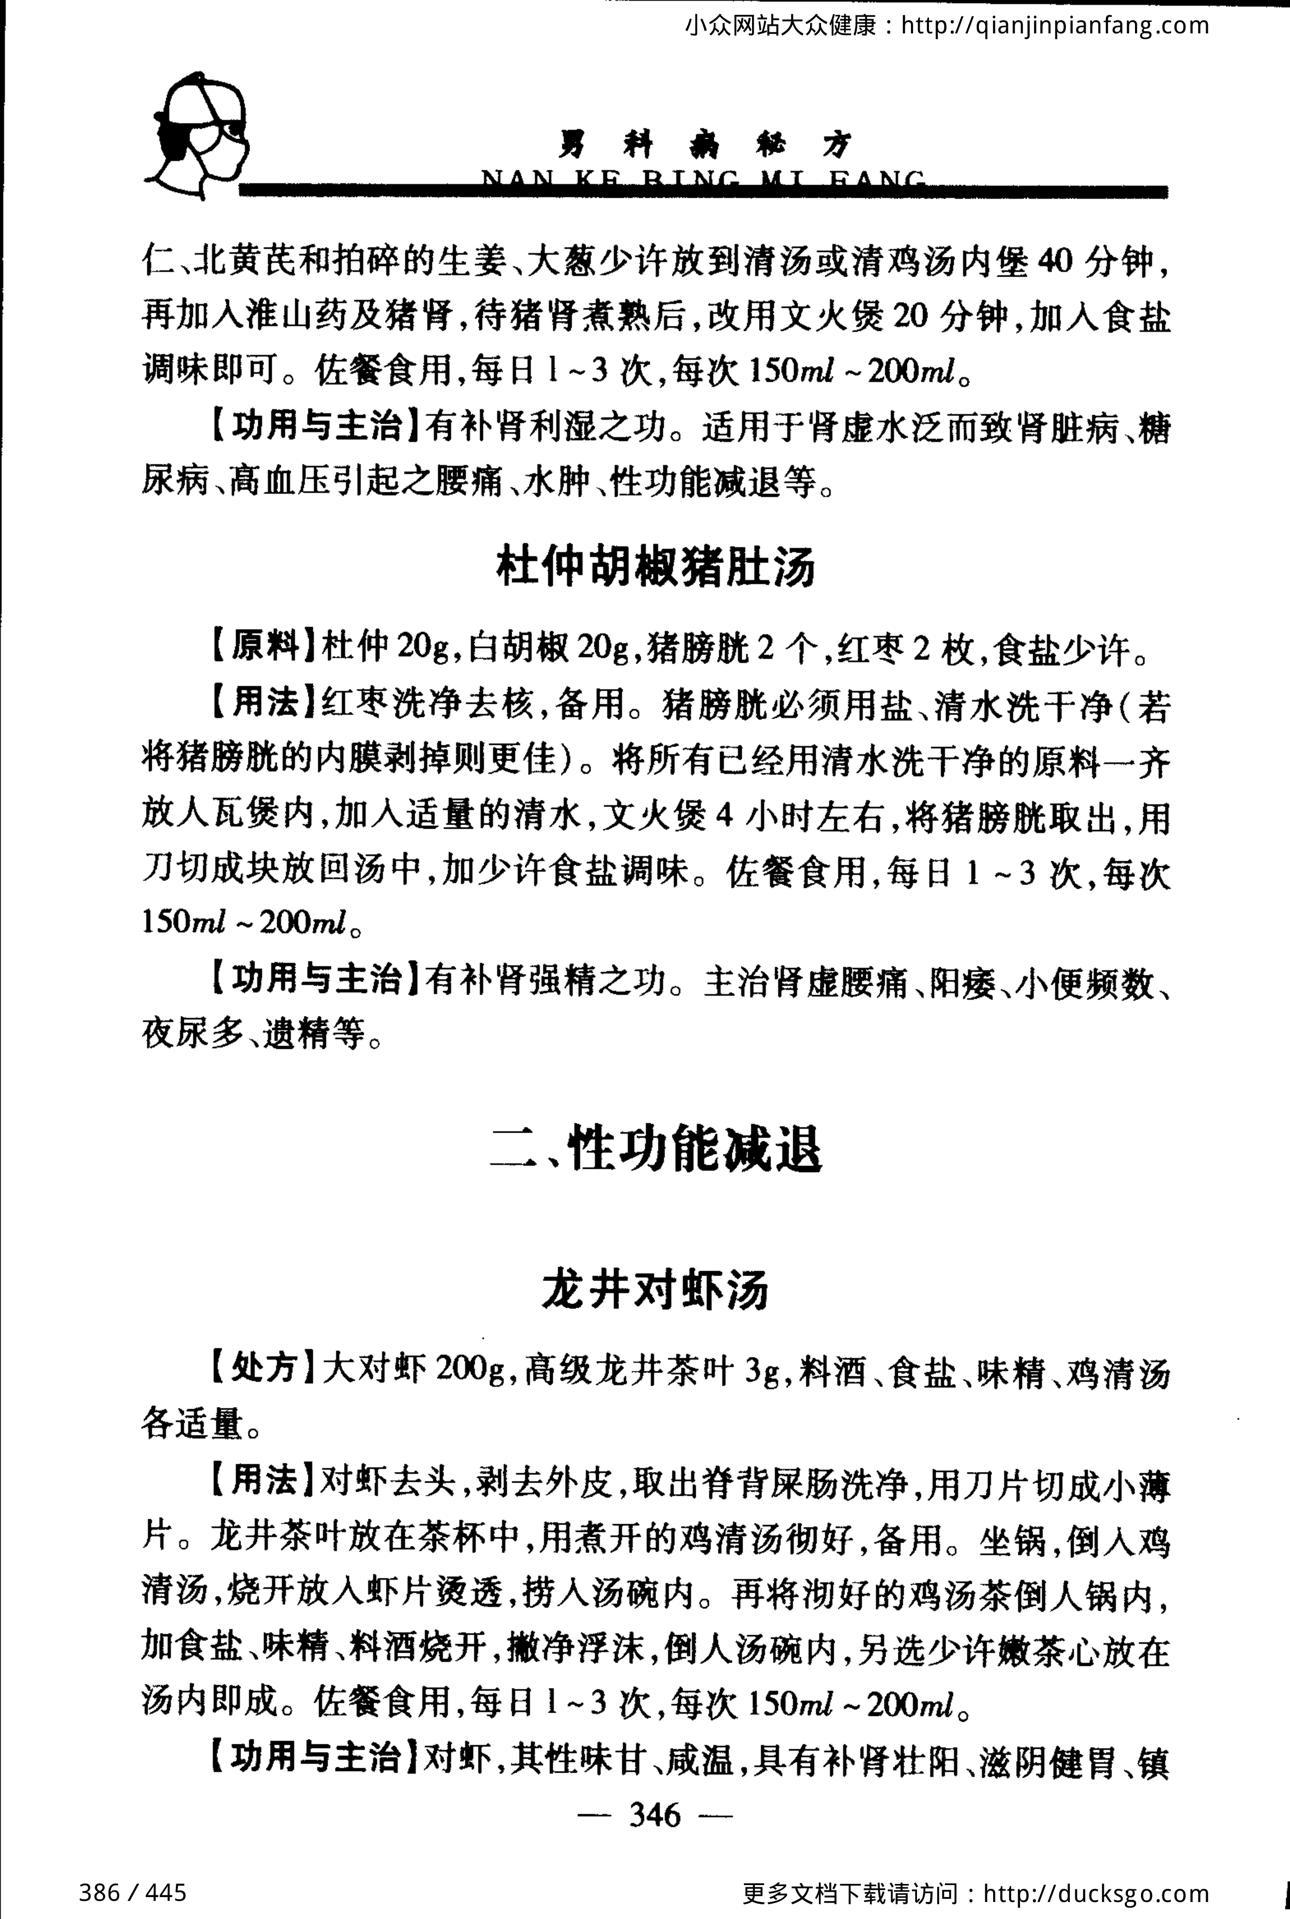 小众网站大众健康：http://qianjinpianfang.com
男科病秘方
NAN KE BING MI FANG
仁、北黄芪和拍碎的生姜、大葱少许放到清汤或清鸡汤内堡 40 分钟，
再加入淮山药及猪肾，待猪肾煮熟后，改用文火煲 20 分钟，加入食盐
调味即可。佐餐食用，每日 1～3 次，每次 150ml～200ml。
【功用与主治】有补肾利湿之功。适用于肾虚水泛而致肾脏病、糖
尿病、高血压引起之腰痛、水肿、性功能减退等。
杜仲胡椒猪肚汤
【原料】杜仲 20g，白胡椒 20g，猪膀胱 2 个，红枣 2 枚，食盐少许。
【用法】红枣洗净去核，备用。猪膀胱必须用盐、清水洗干净（若
将猪膀胱的内膜剥掉则更佳）。将所有已经用清水洗干净的原料一齐
放人瓦煲内，加入适量的清水，文火煲 4 小时左右，将猪膀胱取出，用
刀切成块放回汤中，加少许食盐调味。佐餐食用，每日 1～3 次，每次
150ml～200ml。
【功用与主治】有补肾强精之功。主治肾虚腰痛、阳痿、小便频数、
夜尿多、遗精等。
二、性功能减退
龙井对虾汤
【处方】大对虾 200g，高级龙井茶叶 3g，料酒、食盐、味精、鸡清汤
各适量。
【用法】对虾去头，剥去外皮，取出脊背屎肠洗净，用刀片切成小薄
片。龙井茶叶放在茶杯中，用煮开的鸡清汤彻好，备用。坐锅，倒人鸡
清汤，烧开放入虾片烫透，捞人汤碗内。再将沏好的鸡汤茶倒人锅内，
加食盐、味精、料酒烧开，撇净浮沫，倒人汤碗内，另选少许嫩茶心放在
汤内即成。佐餐食用，每日 1～3 次，每次 150ml～200ml。
【功用与主治】对虾，其性味甘、咸温，具有补肾壮阳、滋阴健胃、镇
— 346 —
386 / 445
更多文档下载请访问：http://ducksgo.com